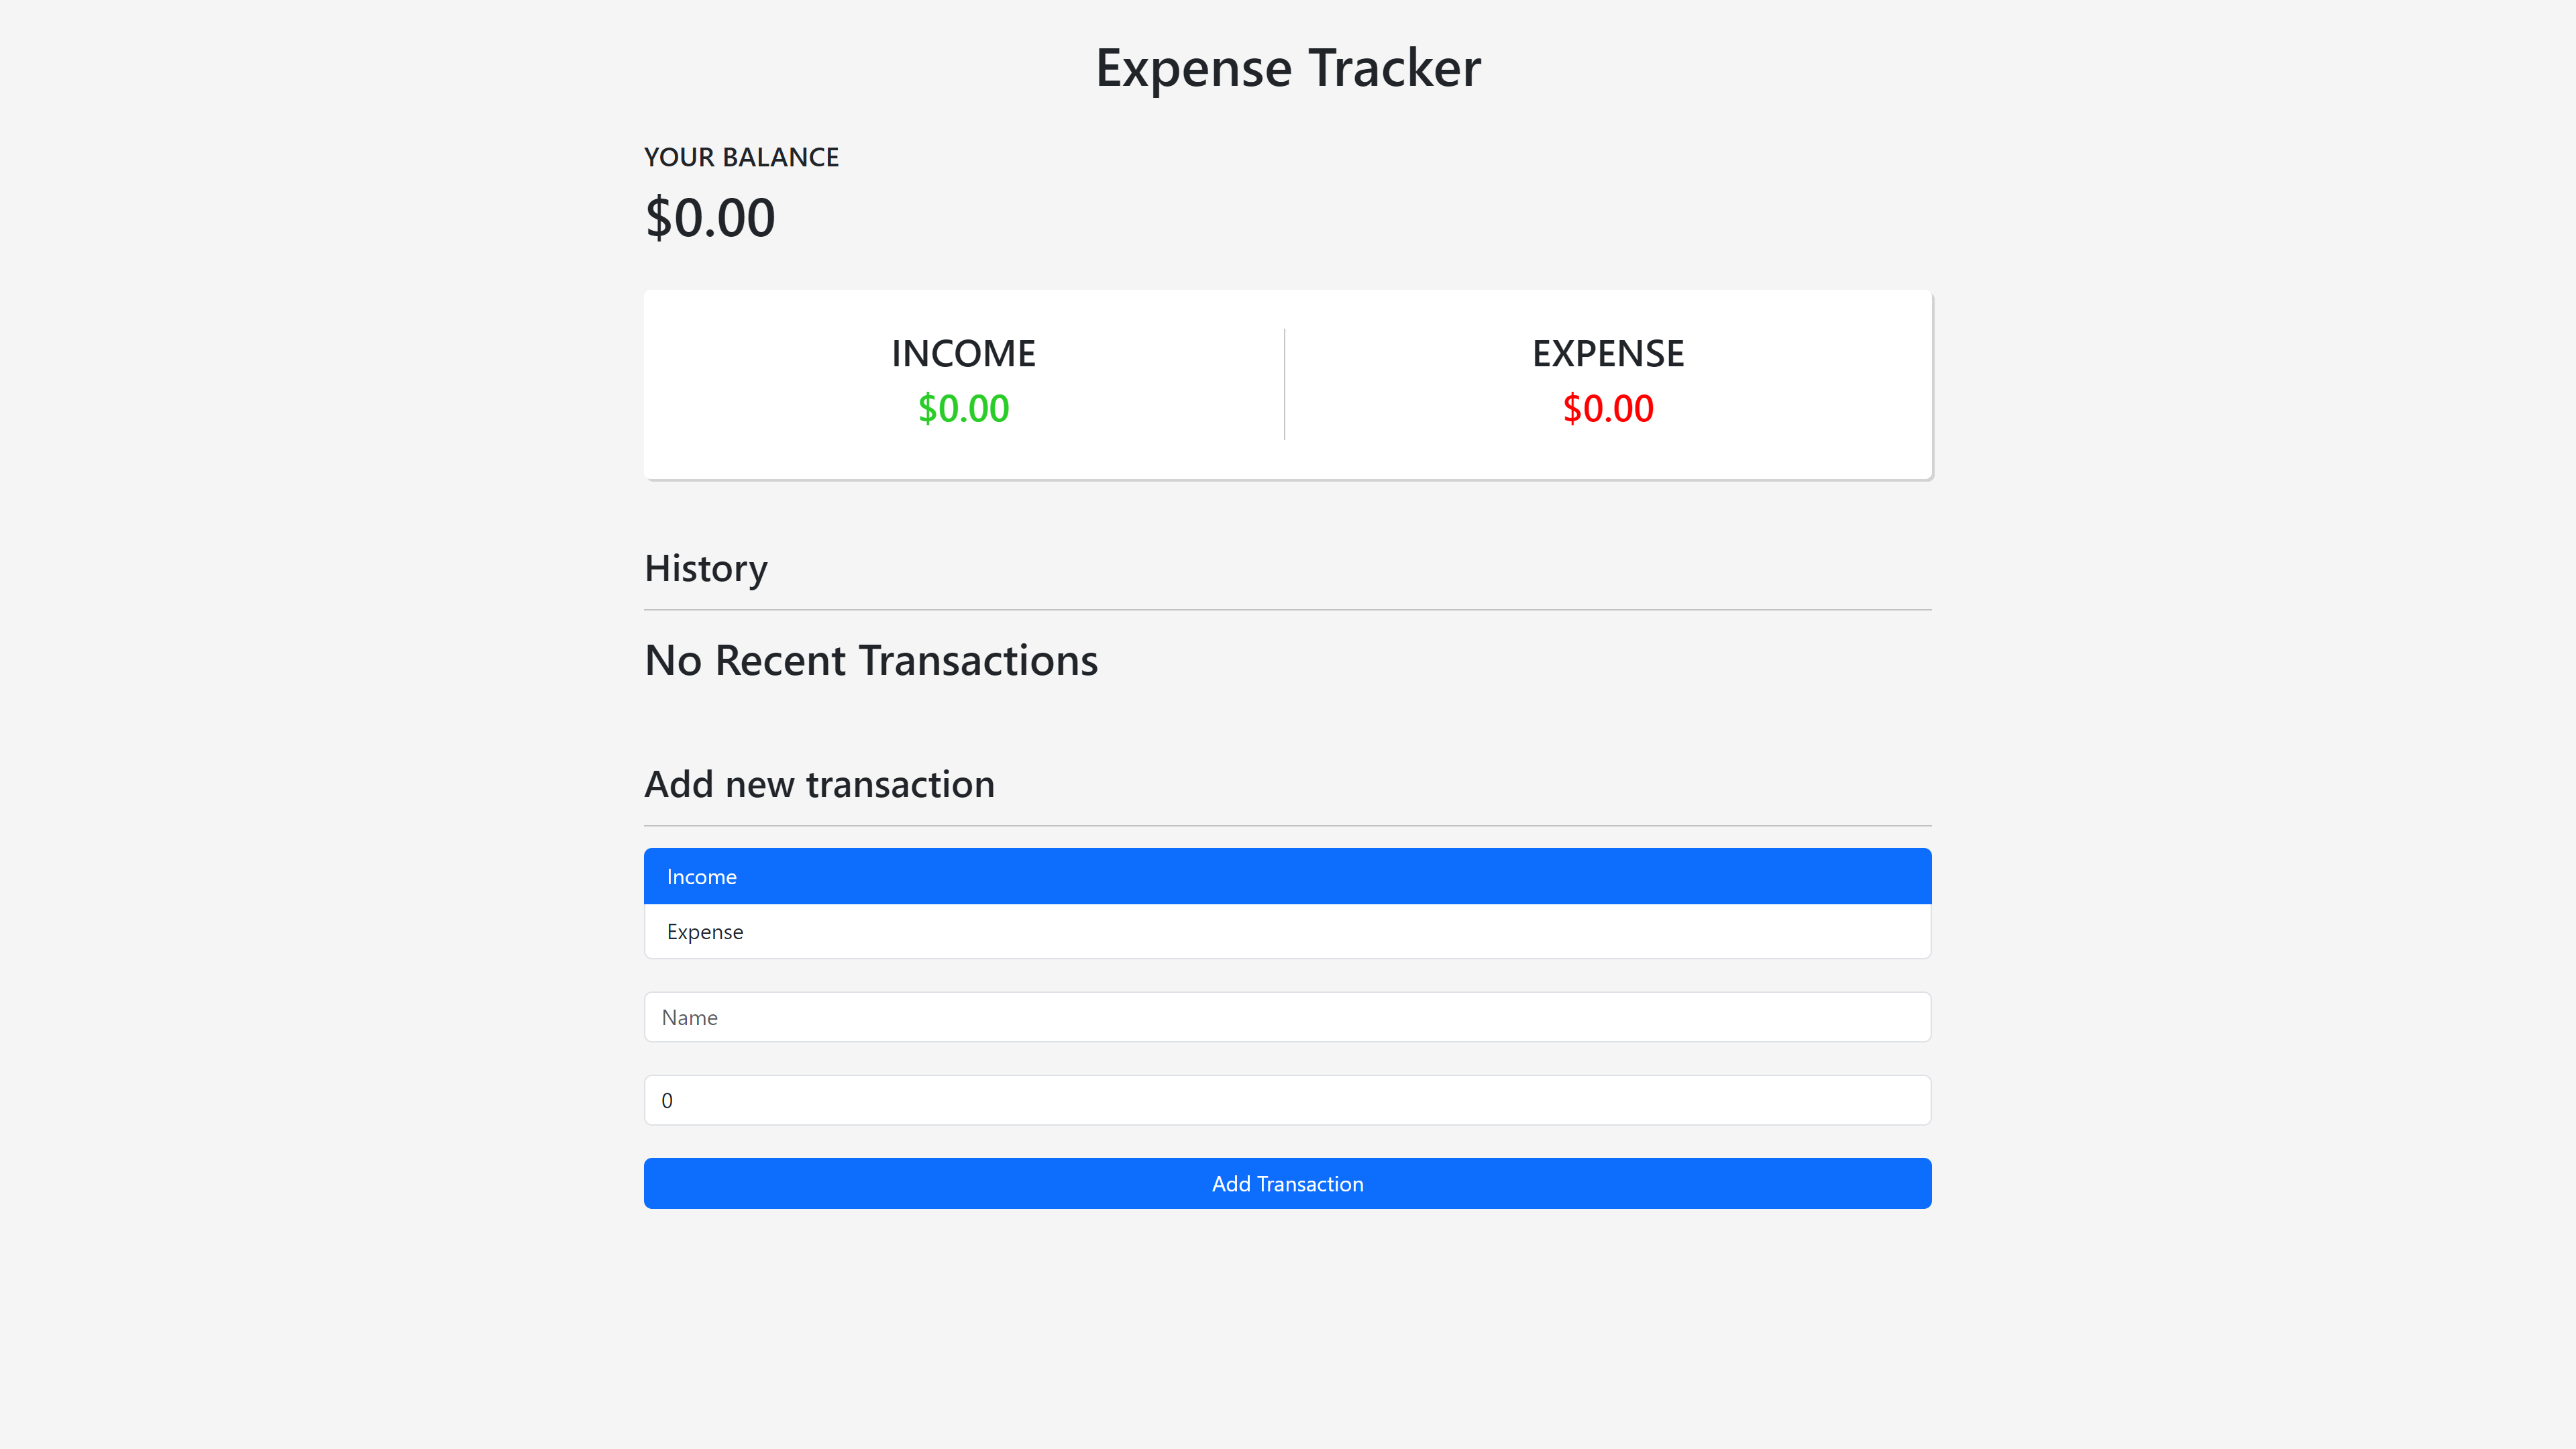 Expense Tracker
YOUR BALANCE
$0.00
INCOME
$0.00
EXPENSE
$0.00
History
No Recent Transactions
Add new transaction
Income
Expense
Name
0
Add Transaction